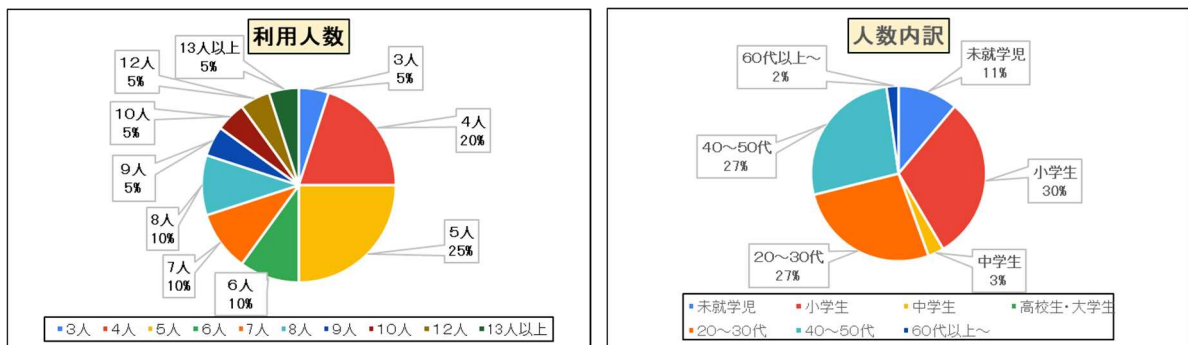 利用人数
3人
5%
4人
20%
5人
25%
6人
10%
7人
10%
8人
10%
9人
5%
10人
5%
12人
5%
13人以上
5%
3人 4人 5人 6人 7人 8人 9人 10人 12人 13人以上
人数内訳
未就学児
11%
小学生
30%
中学生
3%
20～30代
27%
40～50代
27%
60代以上～
2%
未就学児 小学生 中学生 高校生・大学生
20～30代 40～50代 60代以上～